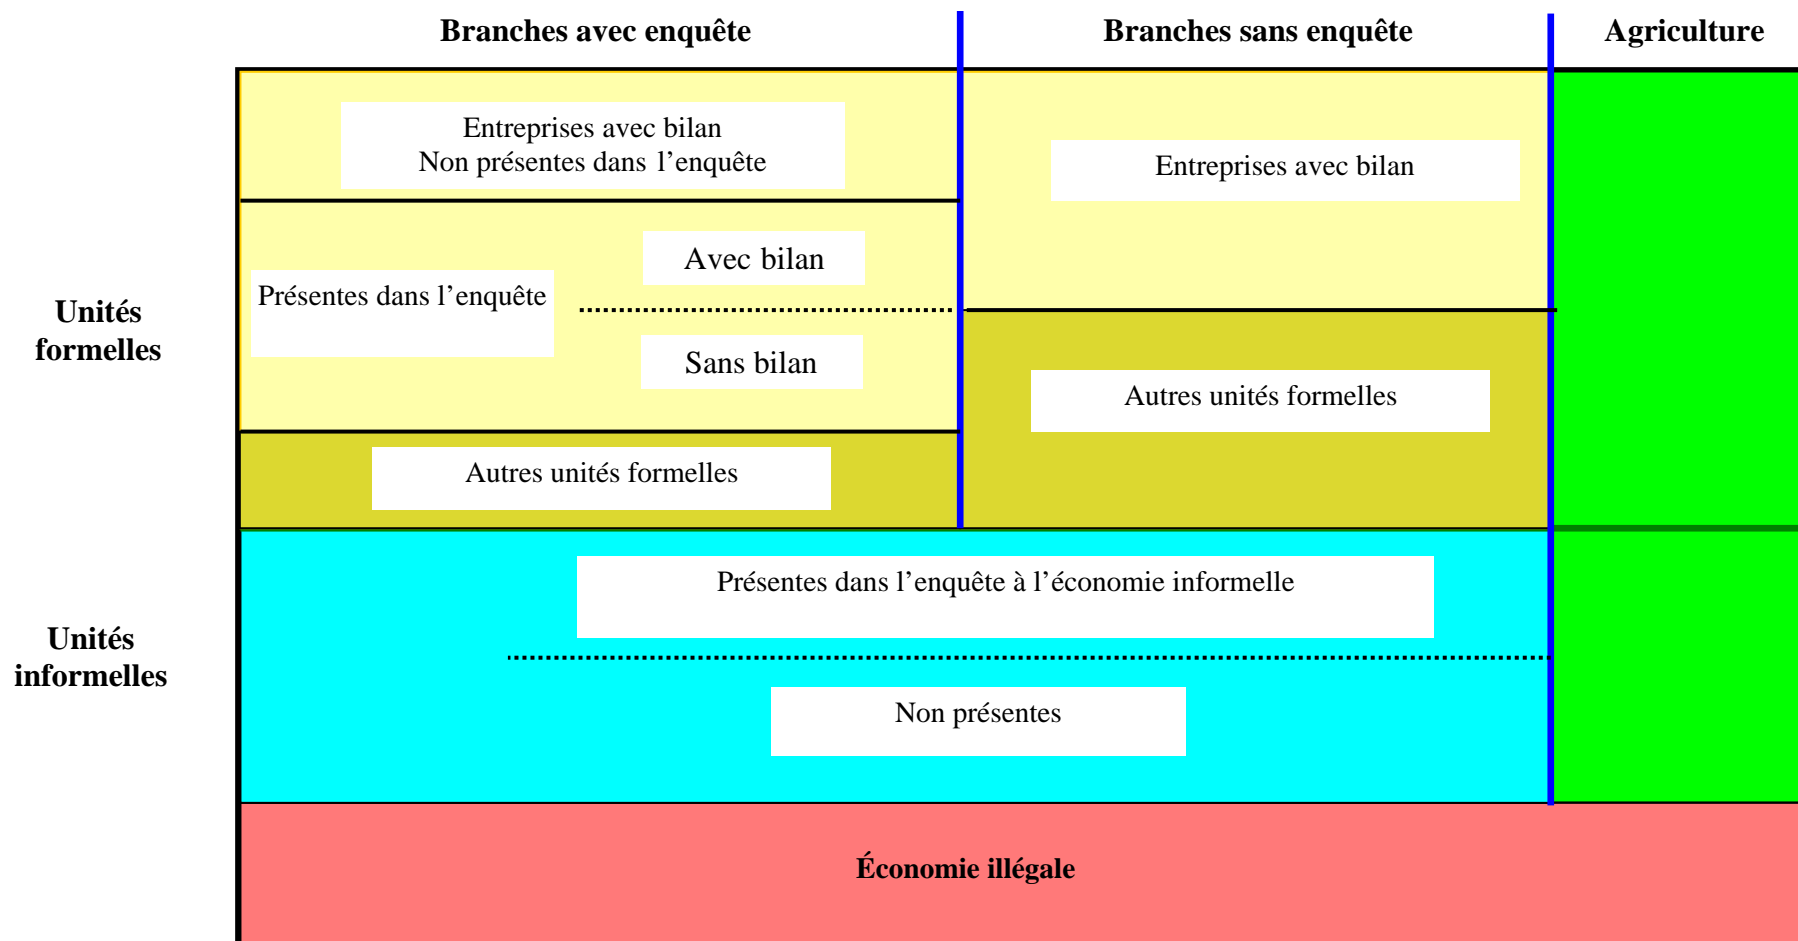 Branches avec enquête
Branches sans enquête
Agriculture
Entreprises avec bilan
Non présentes dans l’enquête
Entreprises avec bilan
Avec bilan
Présentes dans l’enquête
Unités
formelles
Sans bilan
Autres unités formelles
Autres unités formelles
Présentes dans l’enquête à l’économie informelle
Unités
informelles
Non présentes
Économie illégale